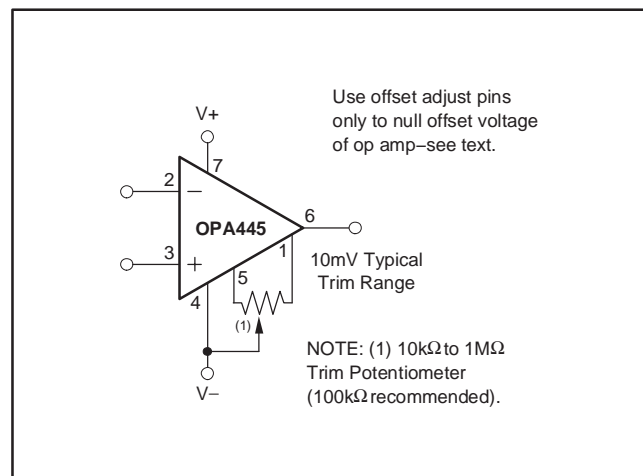 Use offset adjust pins
only to null offset voltage
of op amp–see text.
V+
7
2
−
OPA445
6
3
+
1
10mV Typical
Trim Range
5
4
(1)
NOTE: (1) 10kΩ to 1MΩ
Trim Potentiometer
(100kΩ recommended).
V−